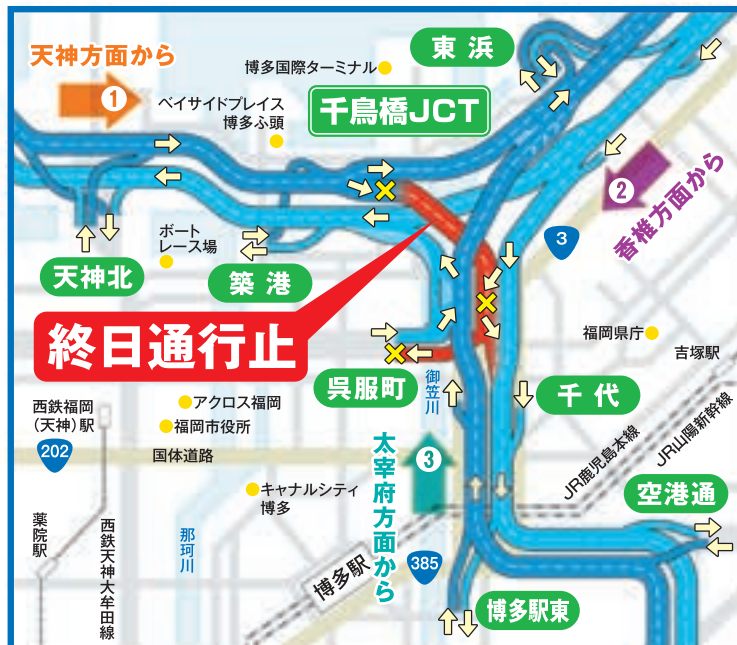 天神方面から
1
博多国際ターミナル
東浜
ベイサイドプレイス
博多ふ頭
千鳥橋JCT
2
香椎方面から
3
ボート
レース場
天神北
築港
終日通行止
福岡県庁
吉塚駅
呉服町
御笠川
千代
西鉄福岡
(天神)駅
アクロス福岡
福岡市役所
202
国体道路
太宰府方面から
3
JR鹿児島本線
JR山陽新幹線
キャナルシティ
博多
空港通
薬院駅
西鉄天神大牟田線
那珂川
博多駅
385
博多駅東